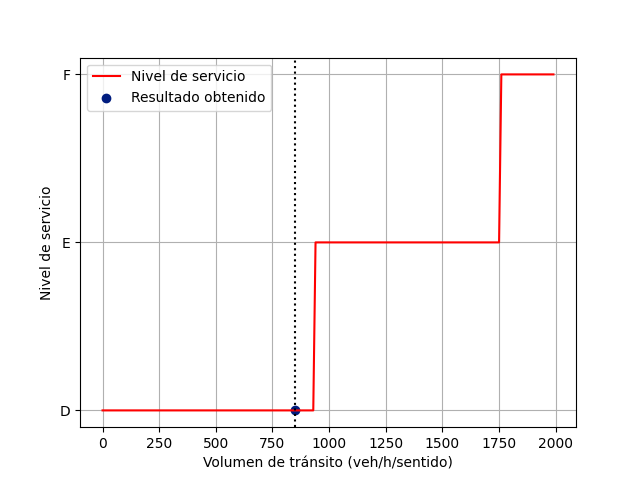 F
E
D
Nivel de servicio
Nivel de servicio
Resultado obtenido
0 250 500 750 1000 1250 1500 1750 2000
Volumen de tránsito (veh/h/sentido)